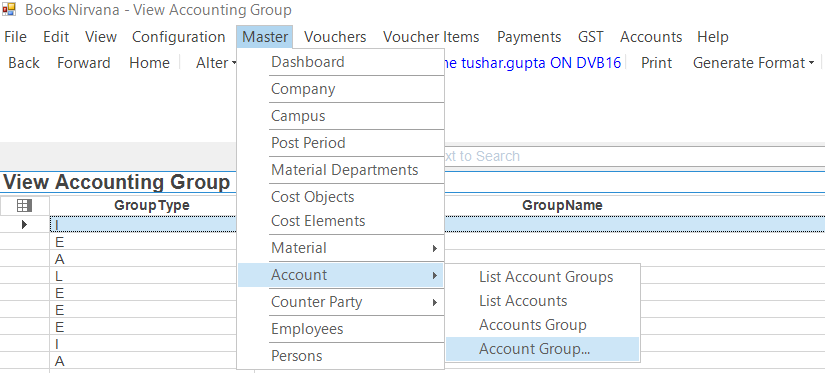 Books Nirvana - View Accounting Group
File Edit View Configuration Master Vouchers Voucher Items Payments GST Accounts Help
Back Forward Home Alter tushar.gupta ON DVB16 Print Generate Format
Dashboard
Company
Campus
Post Period
to Search
Material Departments
View Accounting Group
Cost Objects
GroupType GroupName
Cost Elements
I
E
Material
A
L
Account
List Account Groups
E
List Accounts
Counter Party
E
Accounts Group
E
Employees
I
Account Group...
Persons
A